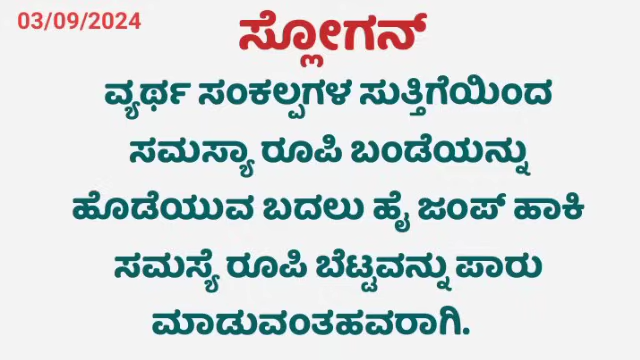 03/09/2024
ಸ್ಲೋಗನ್
ವ್ಯರ್ಥ ಸಂಕಲ್ಪಗಳ ಸುತ್ತಿಗೆಯಿಂದ
ಸಮಸ್ಯಾ ರೂಪಿ ಬಂಡೆಯನ್ನು
ಹೊಡೆಯುವ ಬದಲು ಹೈ ಜಂಪ್ ಹಾಕಿ
ಸಮಸ್ಯೆ ರೂಪಿ ಬೆಟ್ಟವನ್ನು ಪಾರು
ಮಾಡುವಂತಹವರಾಗಿ.